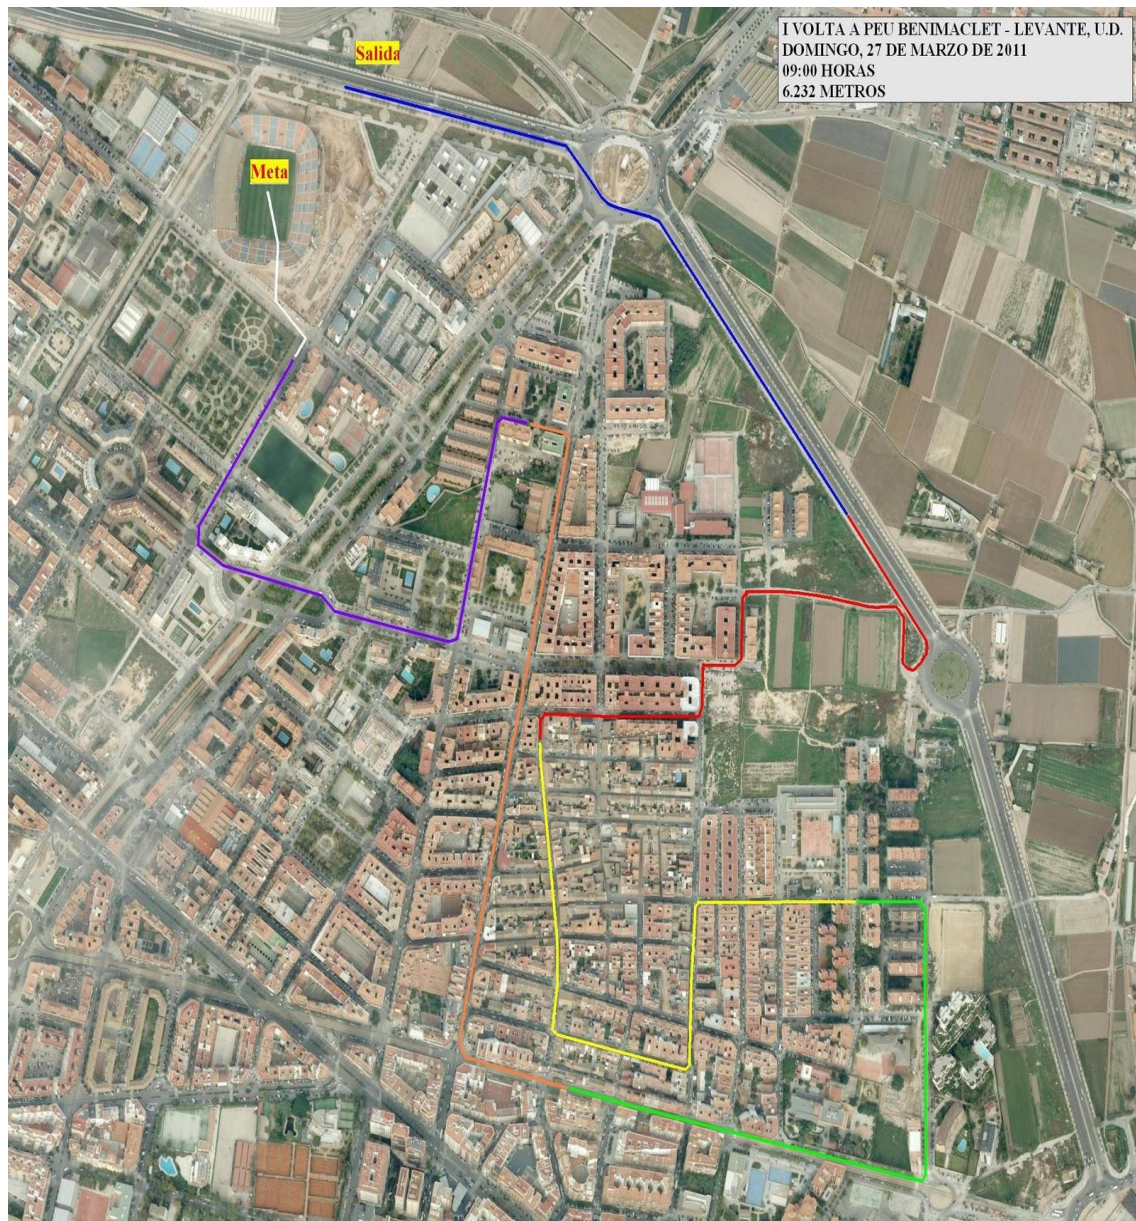 I VOLTA A PEU BENIMACLET - LEVANTE, U.D.
DOMINGO, 27 DE MARZO DE 2011
09:00 HORAS
6.232 METROS
Salida
Meta